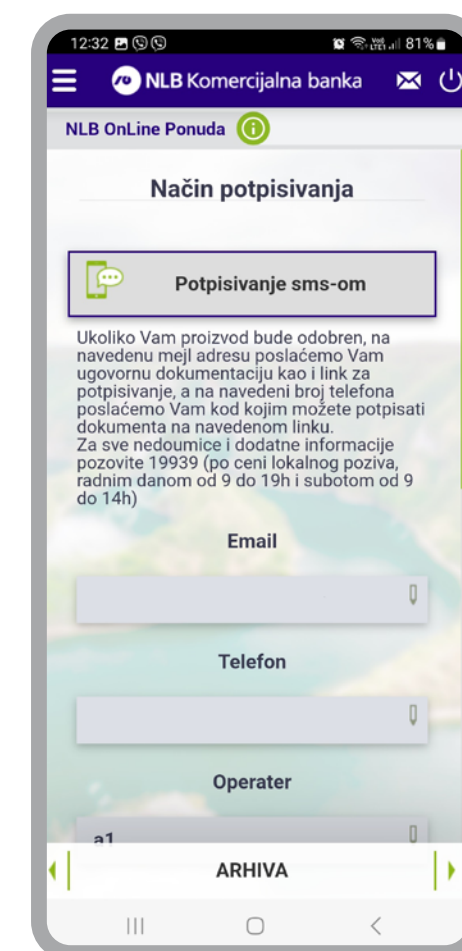 12:32 81%
NLB Komercijalna banka
NLB OnLine Ponuda
Način potpisivanja
Potpisivanje sms-om
Ukoliko Vam proizvod bude odobren, na
navedenu mejl adresu poslaćemo Vam
ugovornu dokumentaciju kao i link za
potpisivanje, a na navedeni broj telefona
poslaćemo Vam kod kojim možete potpisati
dokumenta na navedenom linku.
Za sve nedoumice i dodatne informacije
pozovite 19939 (po ceni lokalnog poziva,
radnim danom od 9 do 19h i subotom od 9
do 14h)
Email
Telefon
Operater
a1
ARHIVA